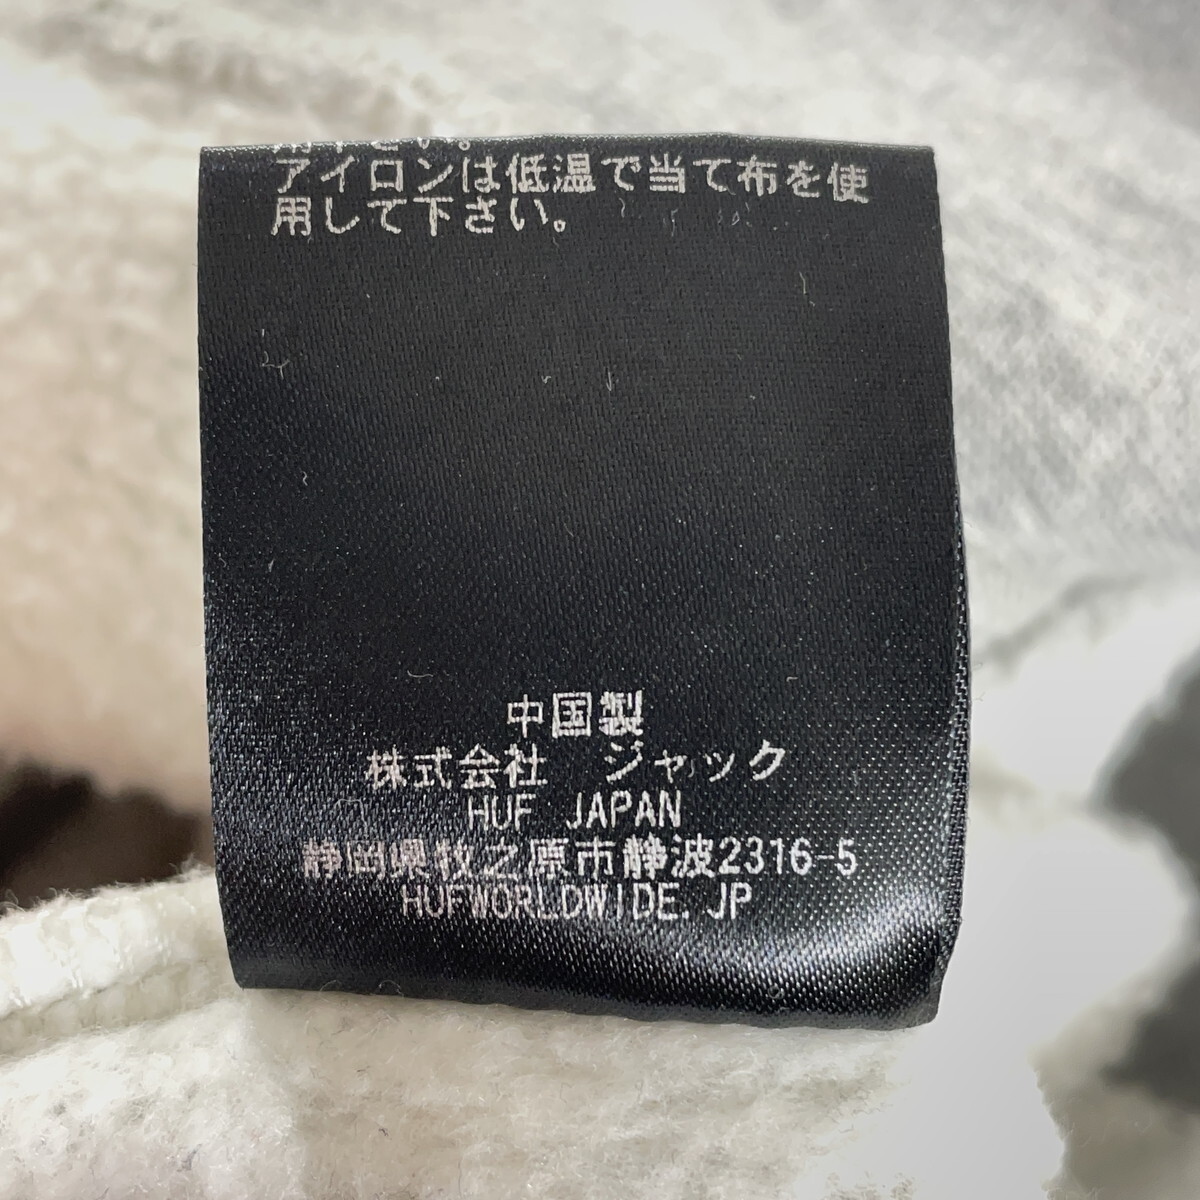 アイロンは低温で当て布を使
用して下さい。
中国製
株式会社　ジャック
HUF JAPAN
静岡県牧之原市静波2316-5
HUFWORLDWIDE.JP